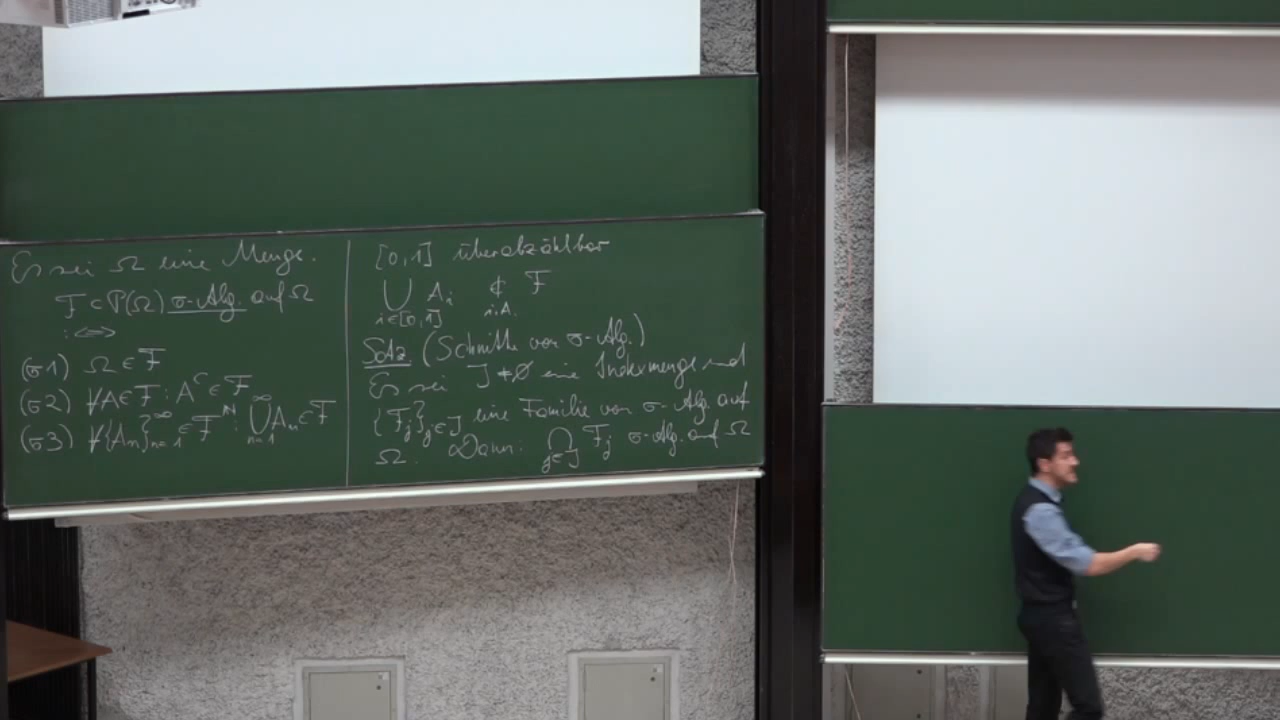 Es sei Ω eine Menge.
F ⊂ P(Ω) σ-Alg. auf Ω
:⇔
(σ1) Ω ∈ F
(σ2) ∀A∈F : A^C ∈ F
(σ3) ∀{A_n}_{n=1}^∞ ∈ F^ℕ : ⋃_{n=1}^∞ A_n ∈ F
[0,1] überabzählbar
⋃_{i∈[0,1]} A_i ∉ F
i.A.
Satz (Schnitte von σ-Alg.)
Es sei J ≠ ∅ eine Indexmenge und
{F_j}_{j∈J} eine Familie von σ-Alg. auf
Ω. Dann: ⋂_{j∈J} F_j σ-Alg. auf Ω